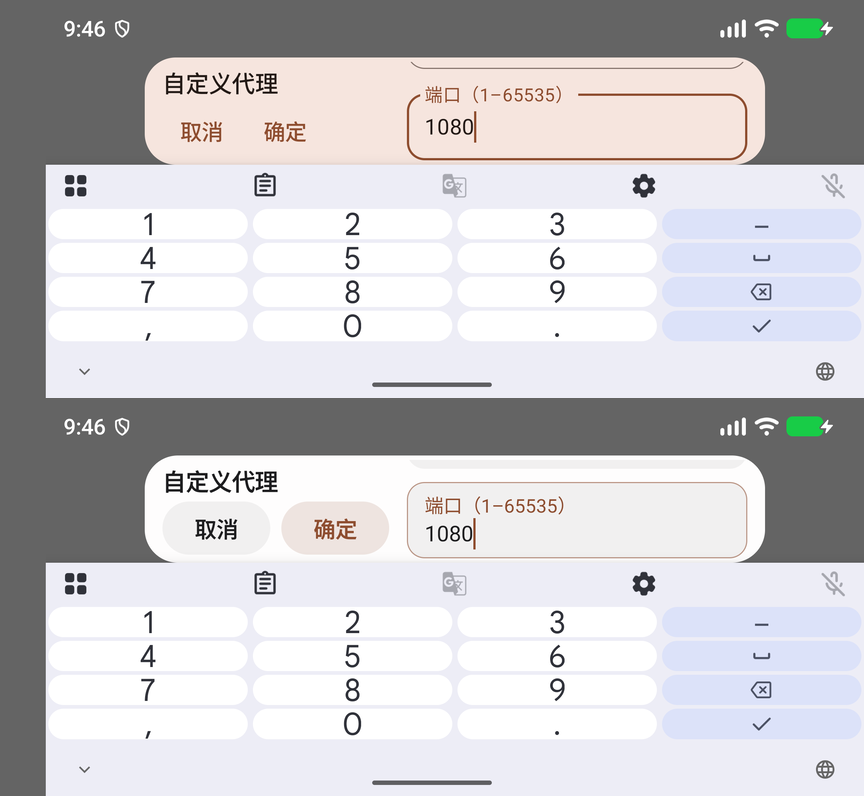 9:46
自定义代理
取消 确定
端口（1-65535）
1080
1 2 3 –
4 5 6
7 8 9
, 0 .
9:46
自定义代理
取消 确定
端口（1-65535）
1080
1 2 3 –
4 5 6
7 8 9
, 0 .